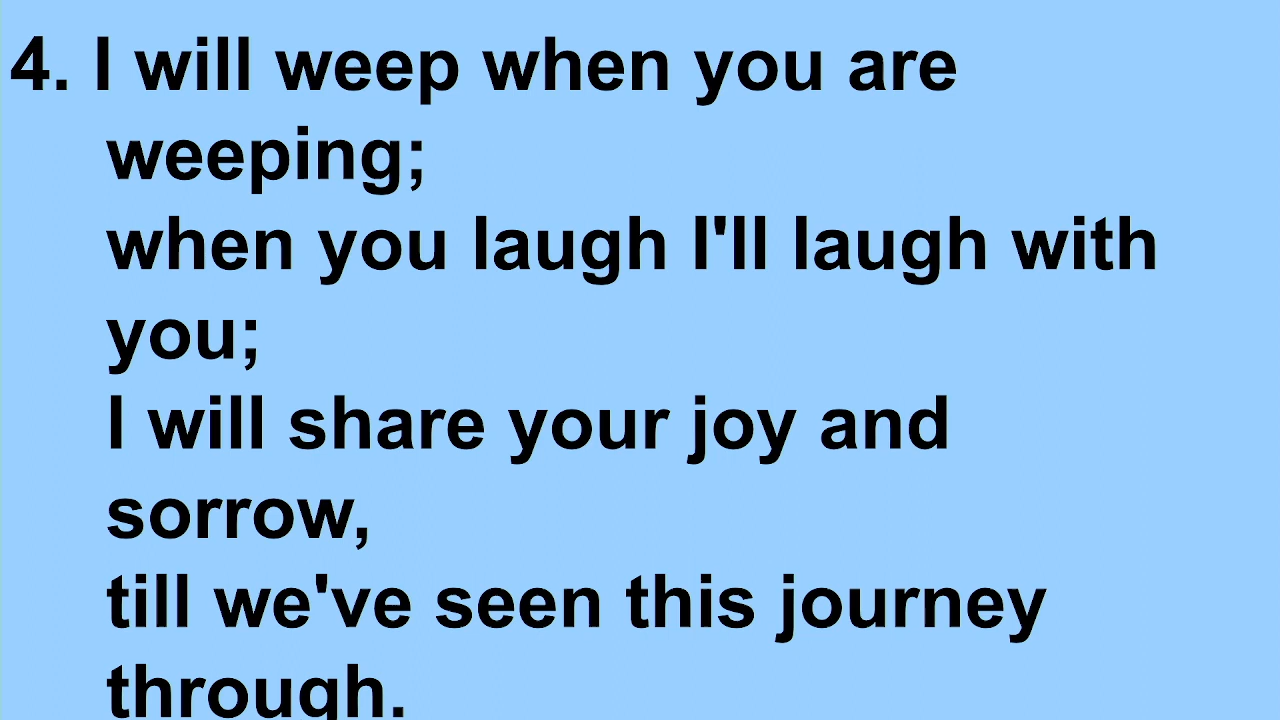 4. I will weep when you are
weeping;
when you laugh I'll laugh with
you;
I will share your joy and
sorrow,
till we've seen this journey
through.